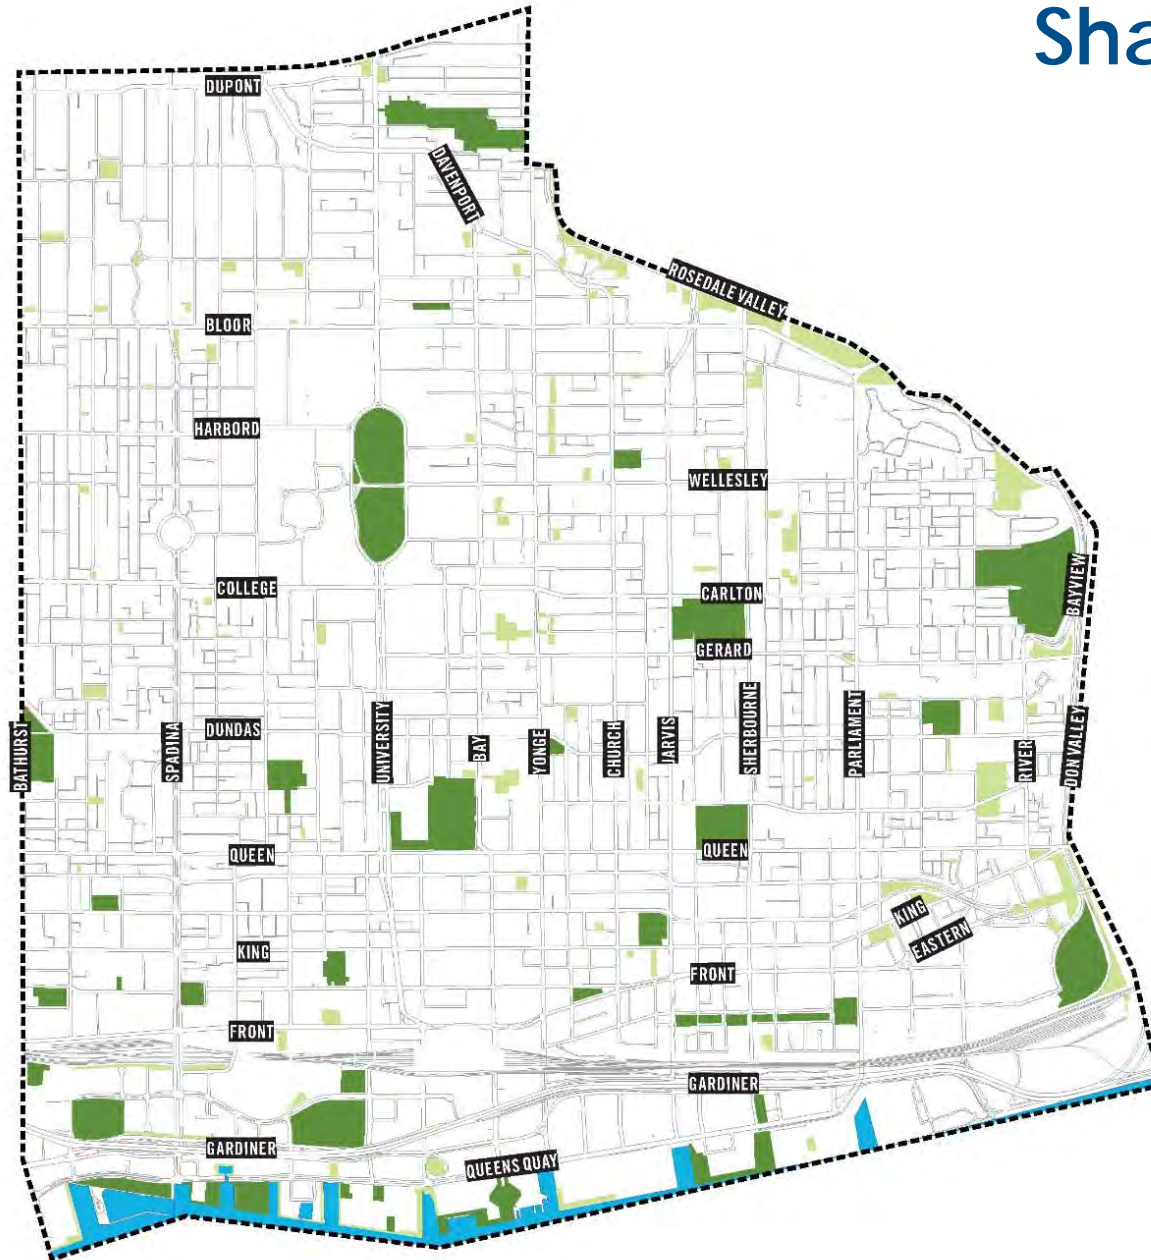 Sha
DUPONT
DAVENPORT
ROSEDALE VALLEY
BLOOR
HARBORD
WELLESLEY
COLLEGE
CARLTON
BAYVIEW
GERARD
BATHURST
SPADINA
DUNDAS
UNIVERSITY
BAY
YONGE
CHURCH
JARVIS
SHERBOURNE
PARLIAMENT
RIVER
DON VALLEY
QUEEN
QUEEN
KING
EASTERN
KING
FRONT
FRONT
GARDINER
GARDINER
QUEENS QUAY